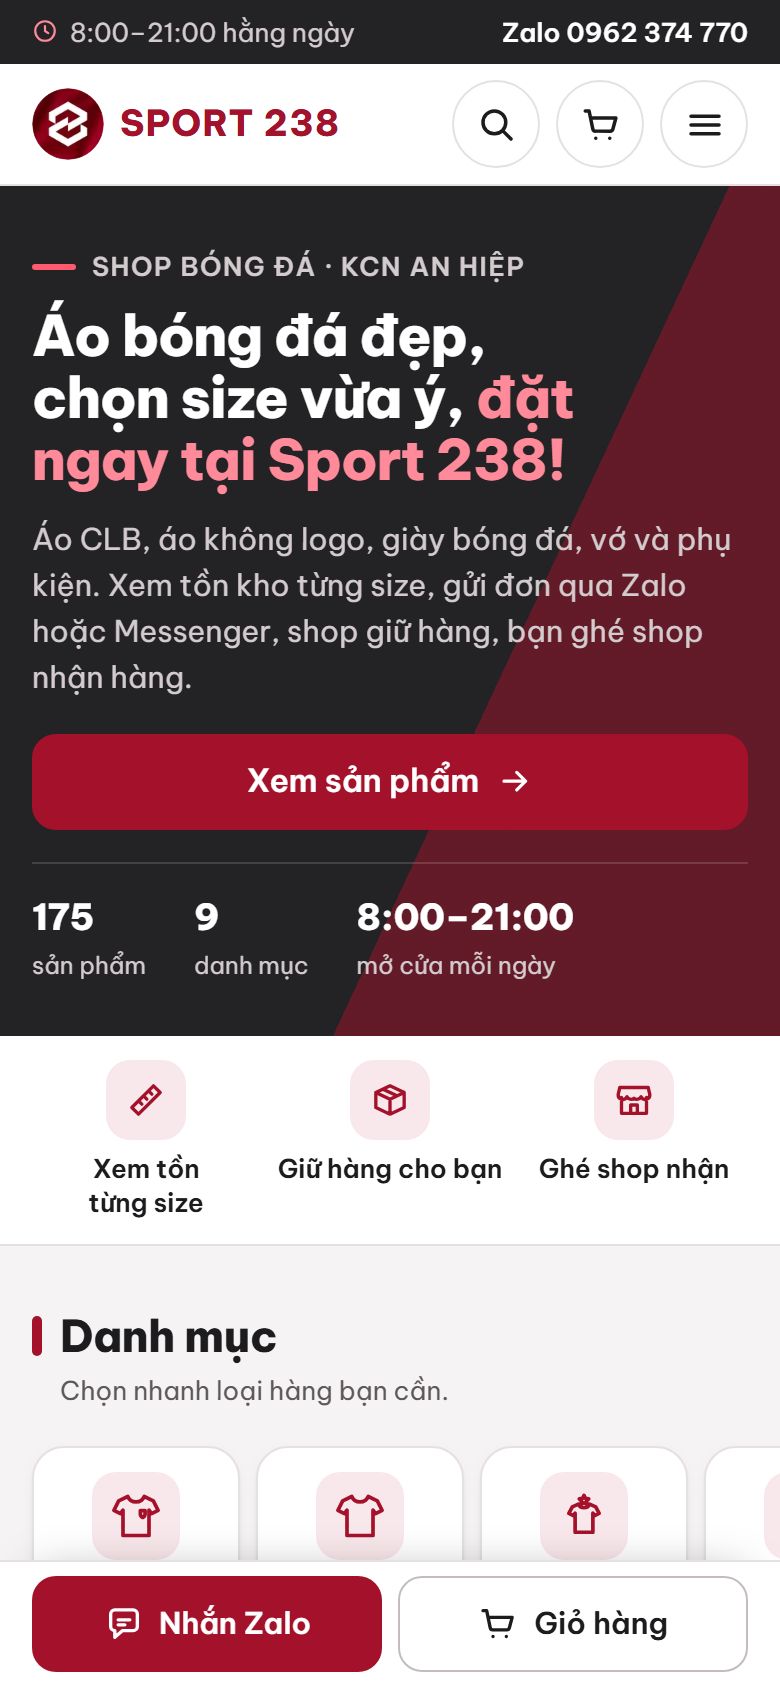 8:00–21:00 hằng ngày
Zalo 0962 374 770
SPORT 238
SHOP BÓNG ĐÁ · KCN AN HIỆP
Áo bóng đá đẹp,
chọn size vừa ý, đặt
ngay tại Sport 238!
Áo CLB, áo không logo, giày bóng đá, vớ và phụ
kiện. Xem tồn kho từng size, gửi đơn qua Zalo
hoặc Messenger, shop giữ hàng, bạn ghé shop
nhận hàng.
Xem sản phẩm
175
sản phẩm
9
danh mục
8:00–21:00
mở cửa mỗi ngày
Xem tồn
từng size
Giữ hàng cho bạn
Ghé shop nhận
Danh mục
Chọn nhanh loại hàng bạn cần.
Nhắn Zalo
Giỏ hàng